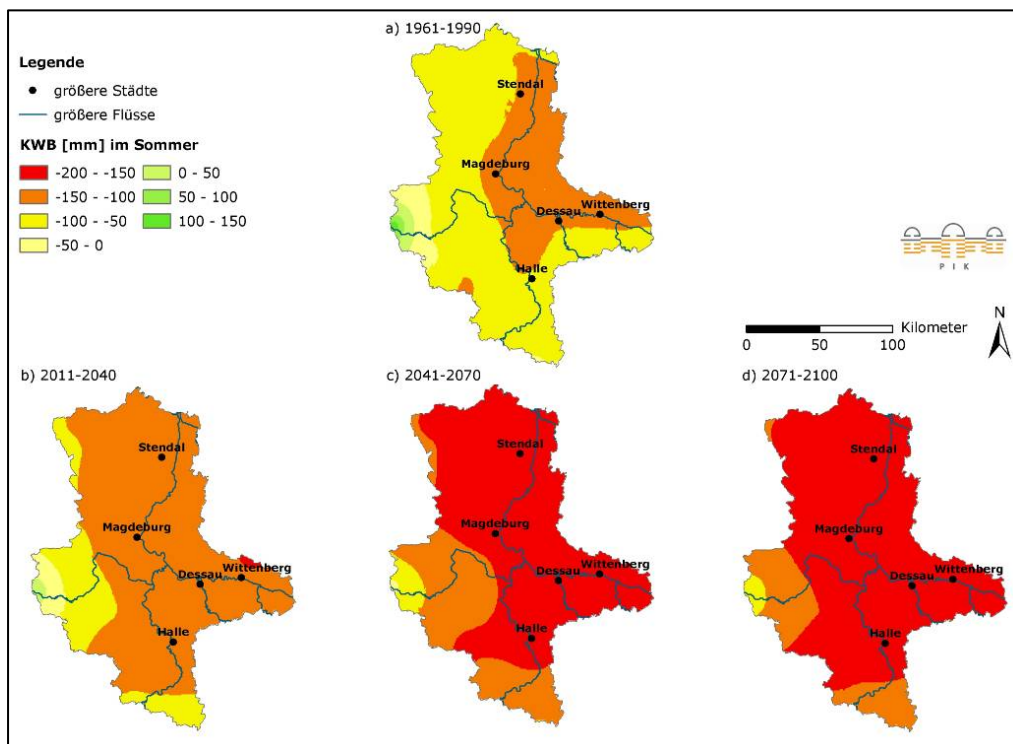 a) 1961-1990
Legende
größere Städte
größere Flüsse
KWB [mm] im Sommer
-200 - -150
0 - 50
-150 - -100
50 - 100
-100 - -50
100 - 150
-50 - 0
Stendal
Magdeburg
Dessau
Wittenberg
Halle
P I K
Kilometer
0
50
100
N
b) 2011-2040
Stendal
Magdeburg
Dessau
Wittenberg
Halle
c) 2041-2070
Stendal
Magdeburg
Dessau
Wittenberg
Halle
d) 2071-2100
Stendal
Magdeburg
Dessau
Wittenberg
Halle